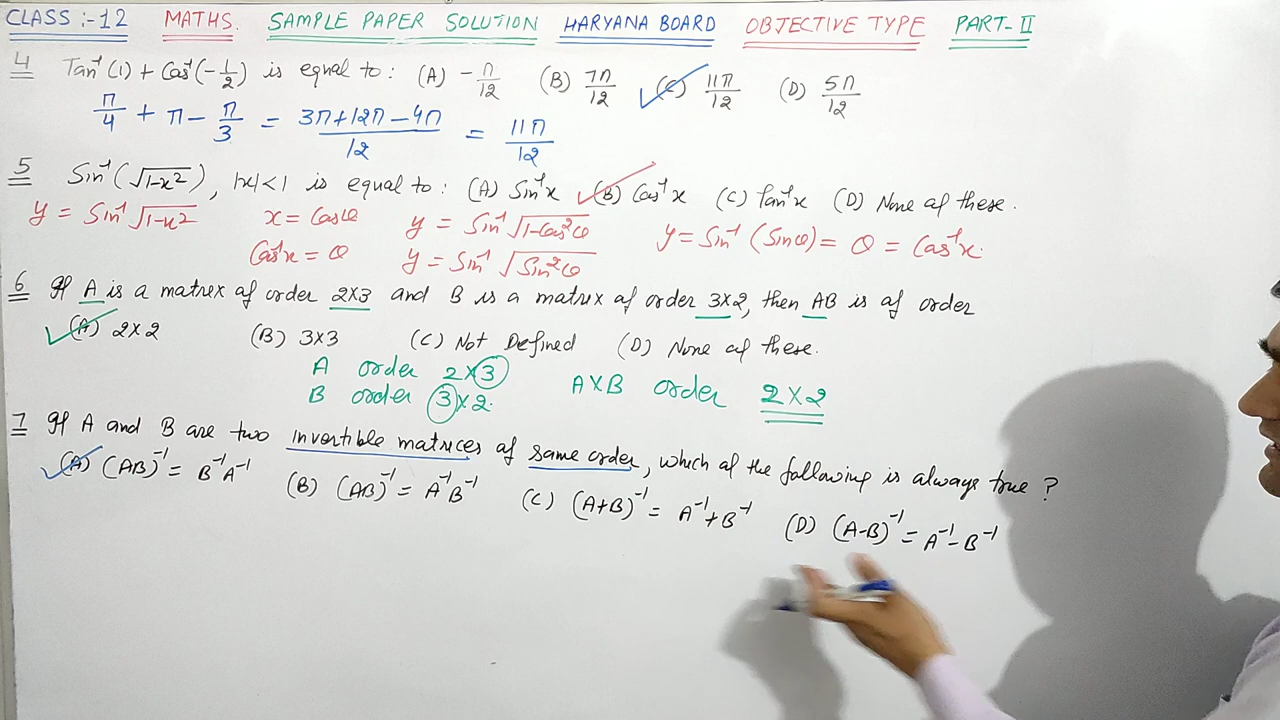 CLASS :- 12 MATHS. SAMPLE PAPER SOLUTION HARYANA BOARD OBJECTIVE TYPE PART-II
4 Tan⁻¹(1) + Cos⁻¹(-1/2) is equal to : (A) -π/12 (B) 7π/12 (C) 11π/12 (D) 5π/12
π/4 + π - π/3 = (3π+12π-4π)/12 = 11π/12
5 Sin⁻¹(√(1-x²)), |x|<1 is equal to : (A) Sin⁻¹x (B) Cos⁻¹x (C) Tan⁻¹x (D) None of these.
y = Sin⁻¹√(1-x²) x = Cosθ y = Sin⁻¹√(1-Cos²θ) y = Sin⁻¹(Sinθ) = θ = Cos⁻¹x.
Cos⁻¹x = θ y = Sin⁻¹√(Sin²θ)
6 If A is a matrex of order 2X3 and B is a matrex of order 3X2, then AB is of order
(A) 2X2 (B) 3X3 (C) Not Defined (D) None of these.
A order 2X3 AXB order 2X2
B order 3X2.
7 If A and B are two invertible matrices of same order, which of the following is always true ?
(A) (AB)⁻¹ = B⁻¹A⁻¹ (B) (AB)⁻¹ = A⁻¹B⁻¹ (C) (A+B)⁻¹ = A⁻¹+B⁻¹ (D) (A-B)⁻¹ = A⁻¹-B⁻¹